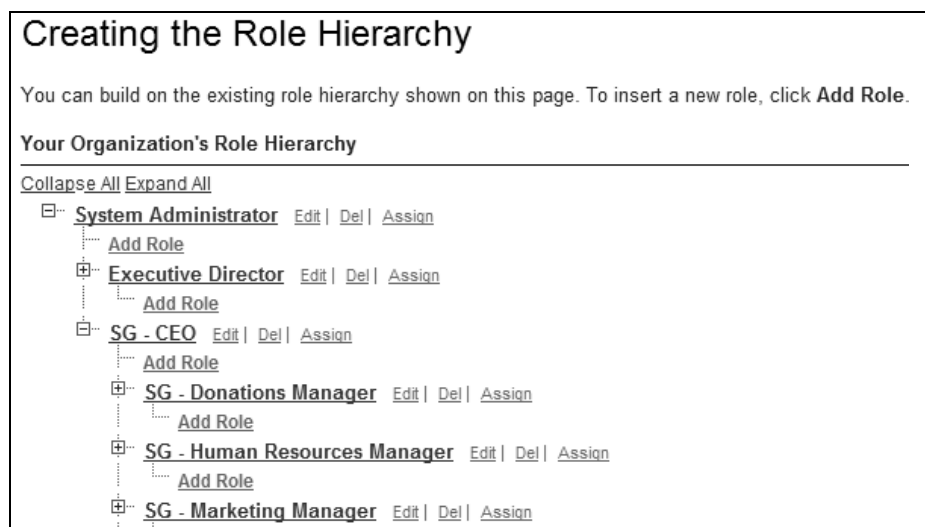 Creating the Role Hierarchy
You can build on the existing role hierarchy shown on this page. To insert a new role, click Add Role.
Your Organization's Role Hierarchy
Collapse All Expand All
System Administrator Edit | Del | Assign
Add Role
Executive Director Edit | Del | Assign
Add Role
SG - CEO Edit | Del | Assign
Add Role
SG - Donations Manager Edit | Del | Assign
Add Role
SG - Human Resources Manager Edit | Del | Assign
Add Role
SG - Marketing Manager Edit | Del | Assign